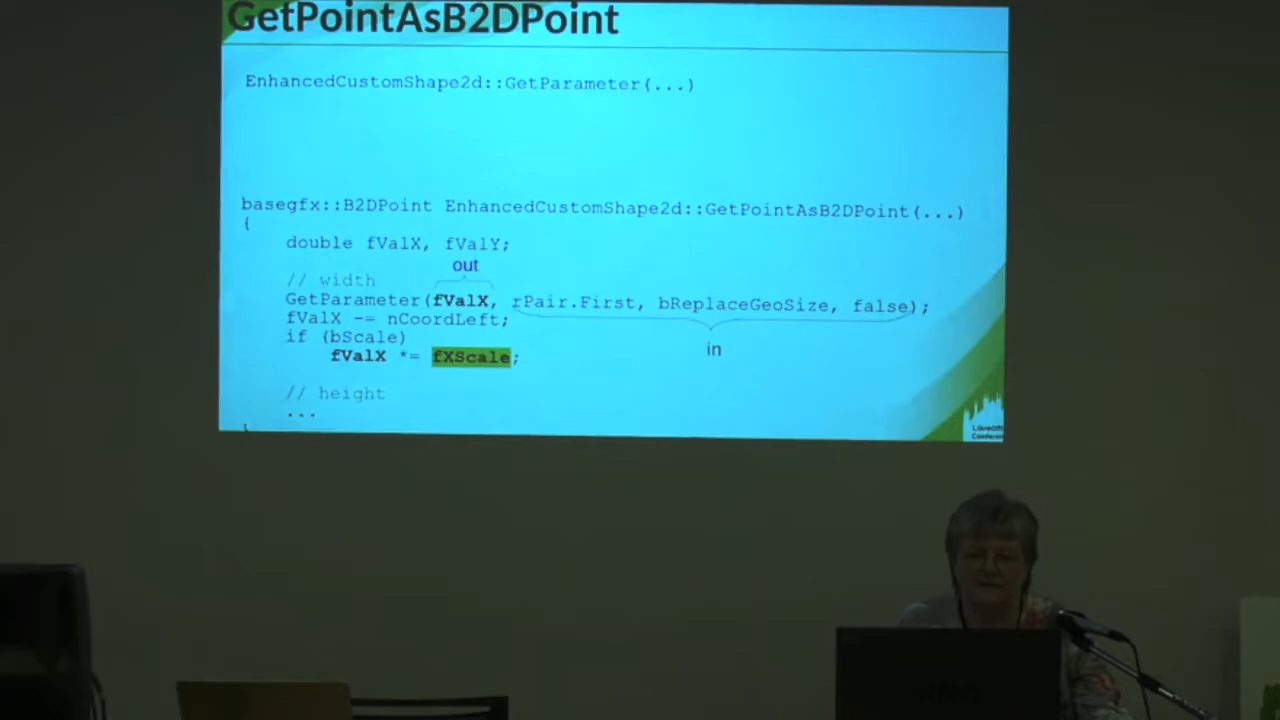 GetPointAsB2DPoint
EnhancedCustomShape2d::GetParameter(...)
basegfx::B2DPoint EnhancedCustomShape2d::GetPointAsB2DPoint(...)
{
double fValX, fValY;
out
// width
GetParameter(fValX, rPair.First, bReplaceGeoSize, false);
fValX -= nCoordLeft;
if (bScale)
in
fValX *= fXScale;
// height
...